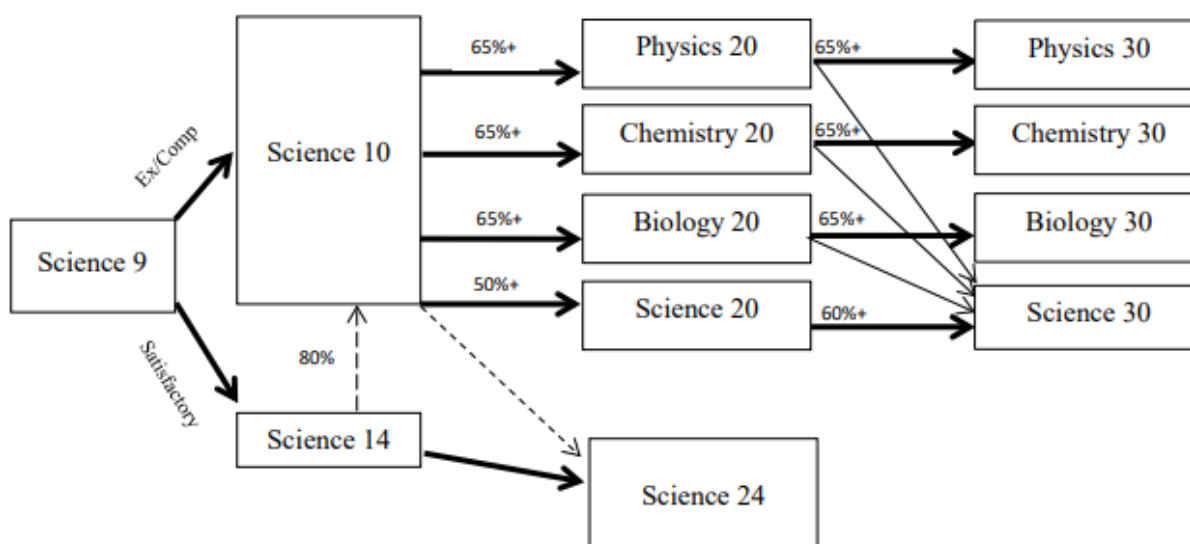 65%+
Physics 20
65%+
Physics 30
65%+
Chemistry 20
65%+
Chemistry 30
Science 10
Ex/Comp
65%+
Biology 20
65%+
Biology 30
Science 9
50%+
Science 20
60%+
Science 30
80%
Satisfactory
Science 14
Science 24